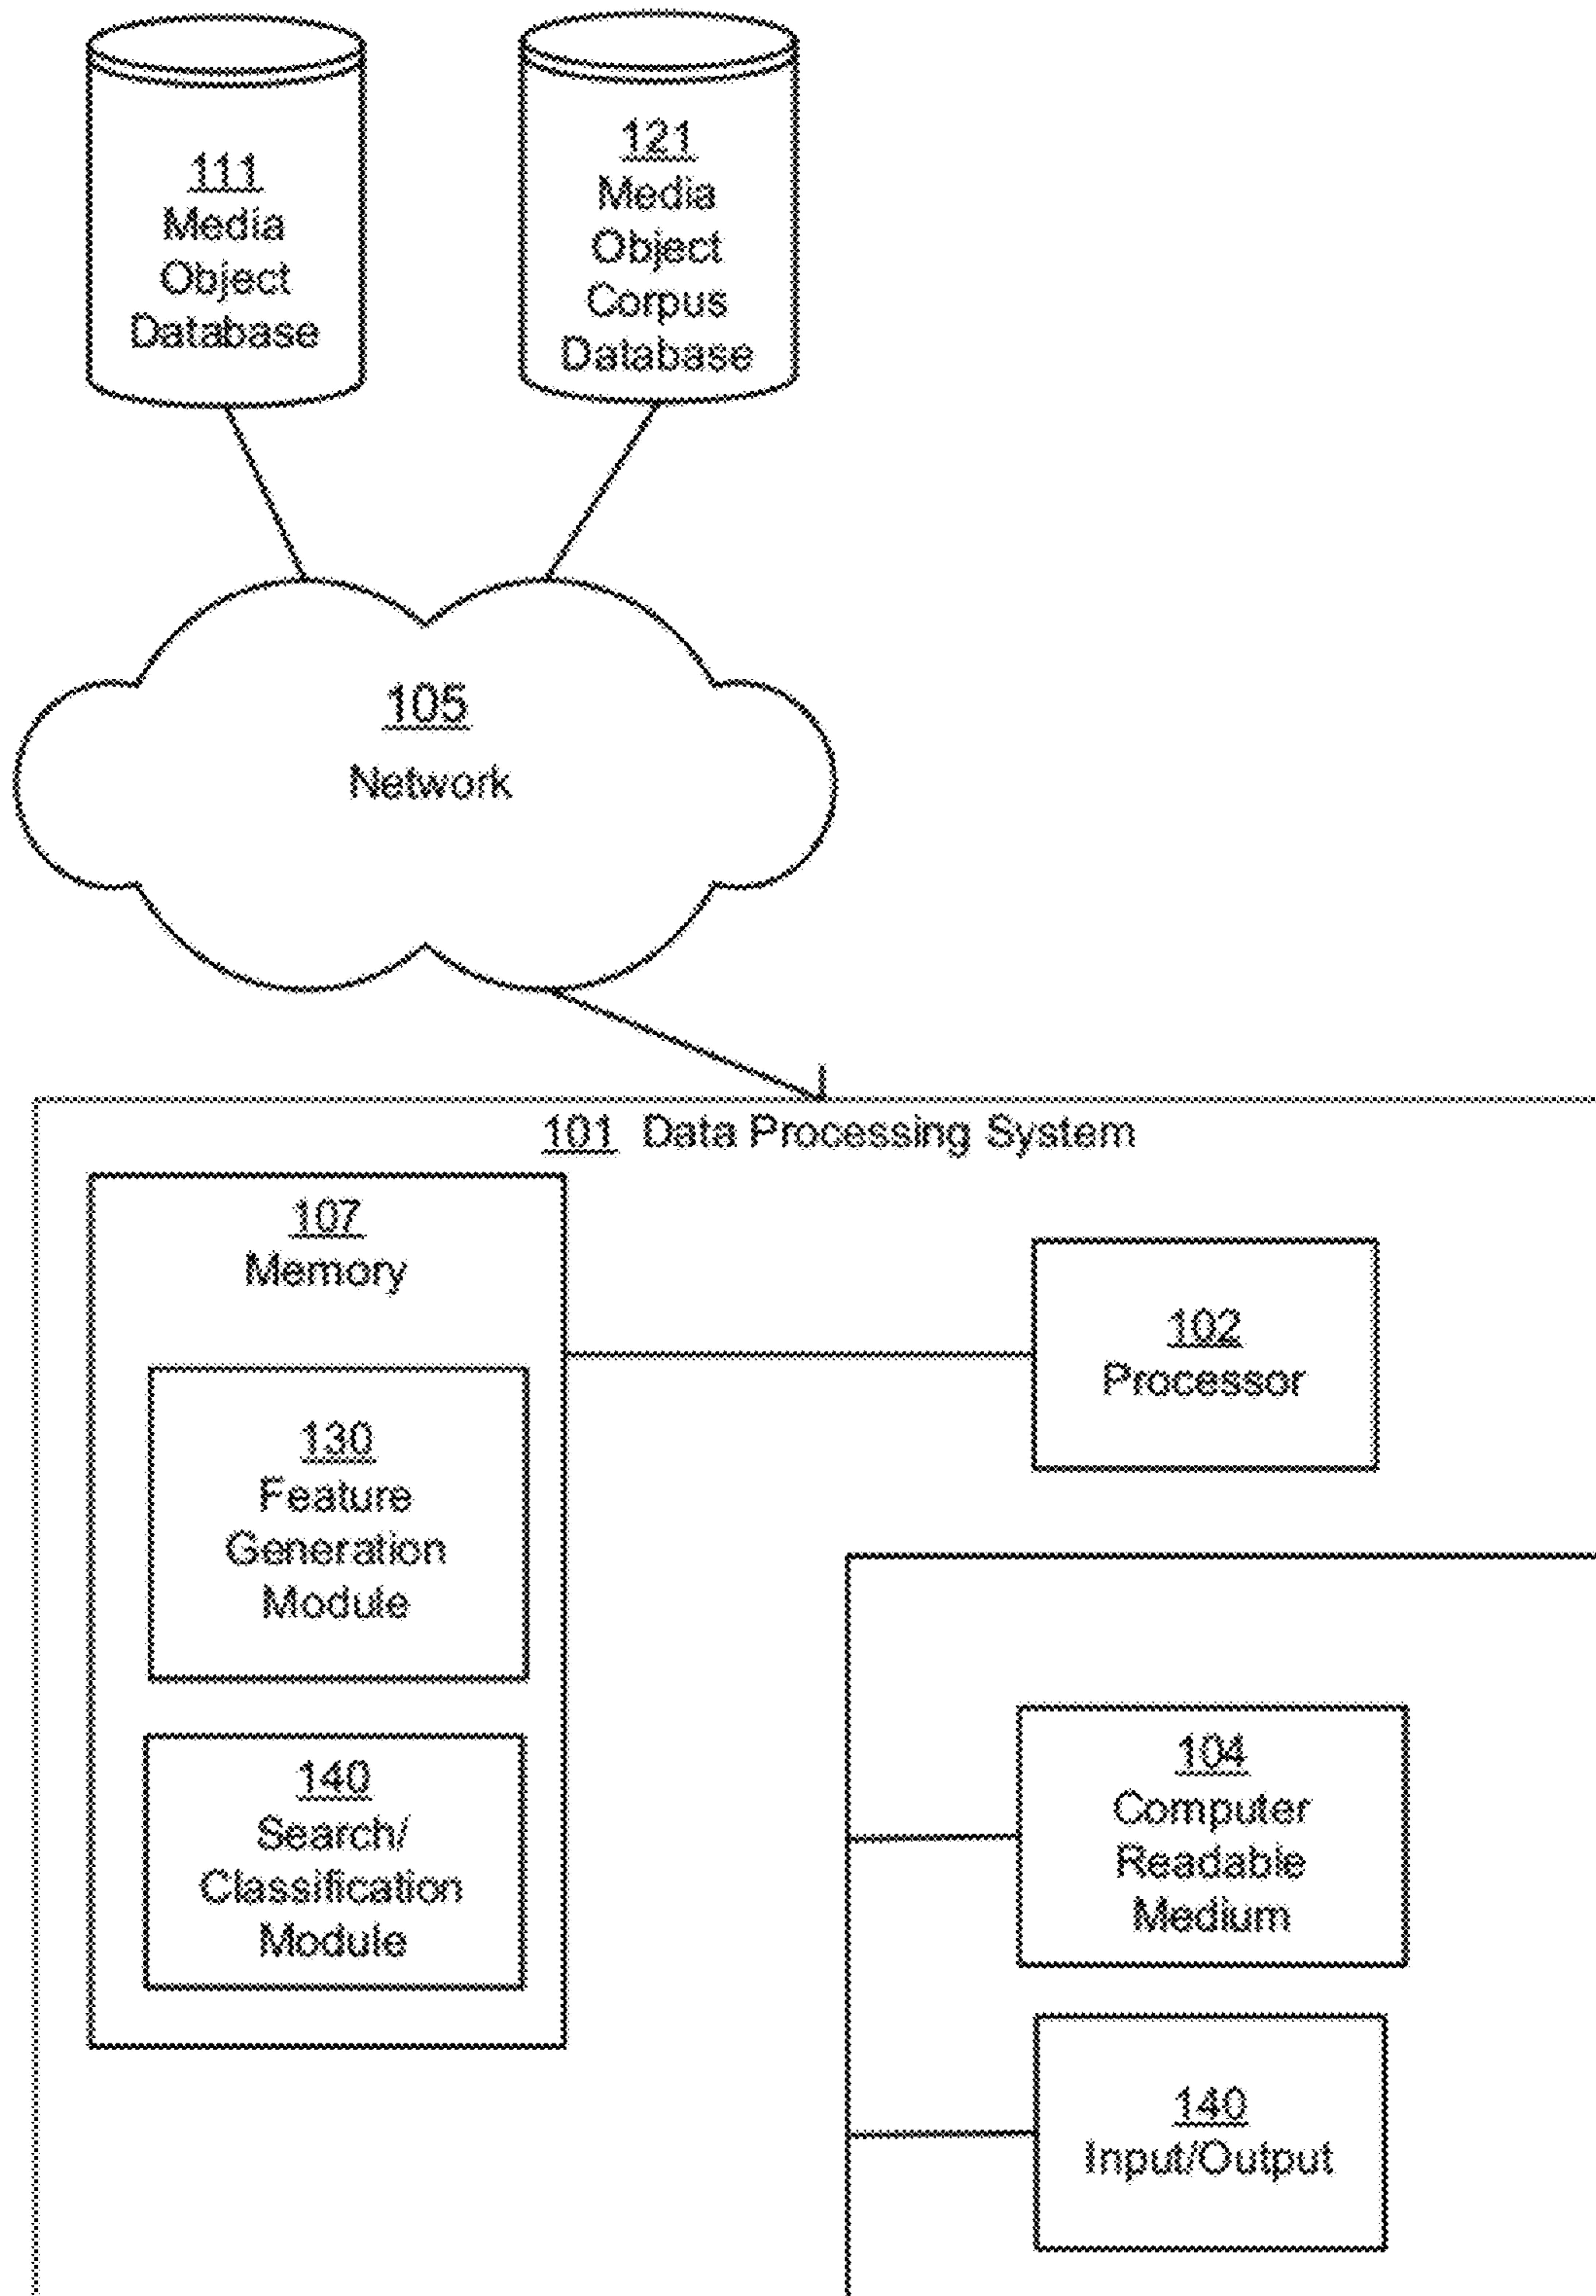 111
Media
Object
Database
121
Media
Object
Corpus
Database
105
Network
101 Data Processing System
107
Memory
102
Processor
130
Feature
Generation
Module
140
Search/
Classification
Module
104
Computer
Readable
Medium
140
Input/Output